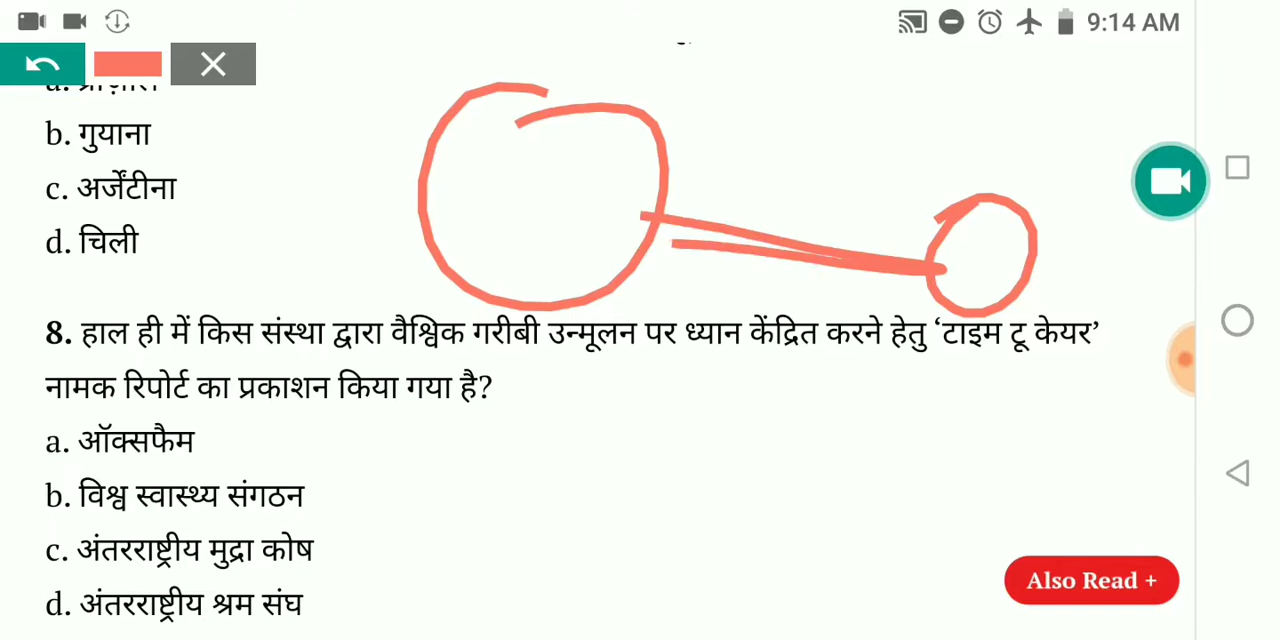 9:14 AM
b. गुयाना
c. अर्जेंटीना
d. चिली
8. हाल ही में किस संस्था द्वारा वैश्विक गरीबी उन्मूलन पर ध्यान केंद्रित करने हेतु ‘टाइम टू केयर’
नामक रिपोर्ट का प्रकाशन किया गया है?
a. ऑक्सफैम
b. विश्व स्वास्थ्य संगठन
c. अंतरराष्ट्रीय मुद्रा कोष
d. अंतरराष्ट्रीय श्रम संघ
Also Read +